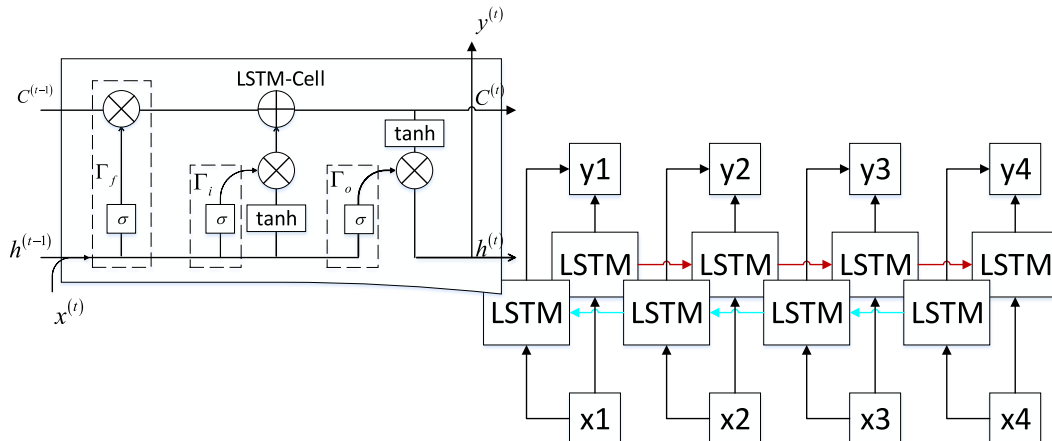 y^(t)
LSTM-Cell
C^(t-1)
C^(t)
tanh
Γ_f
Γ_i
Γ_o
σ
σ
tanh
σ
h^(t-1)
h^(t)
x^(t)
y1 y2 y3 y4
LSTM LSTM LSTM LSTM
LSTM LSTM LSTM LSTM
x1 x2 x3 x4